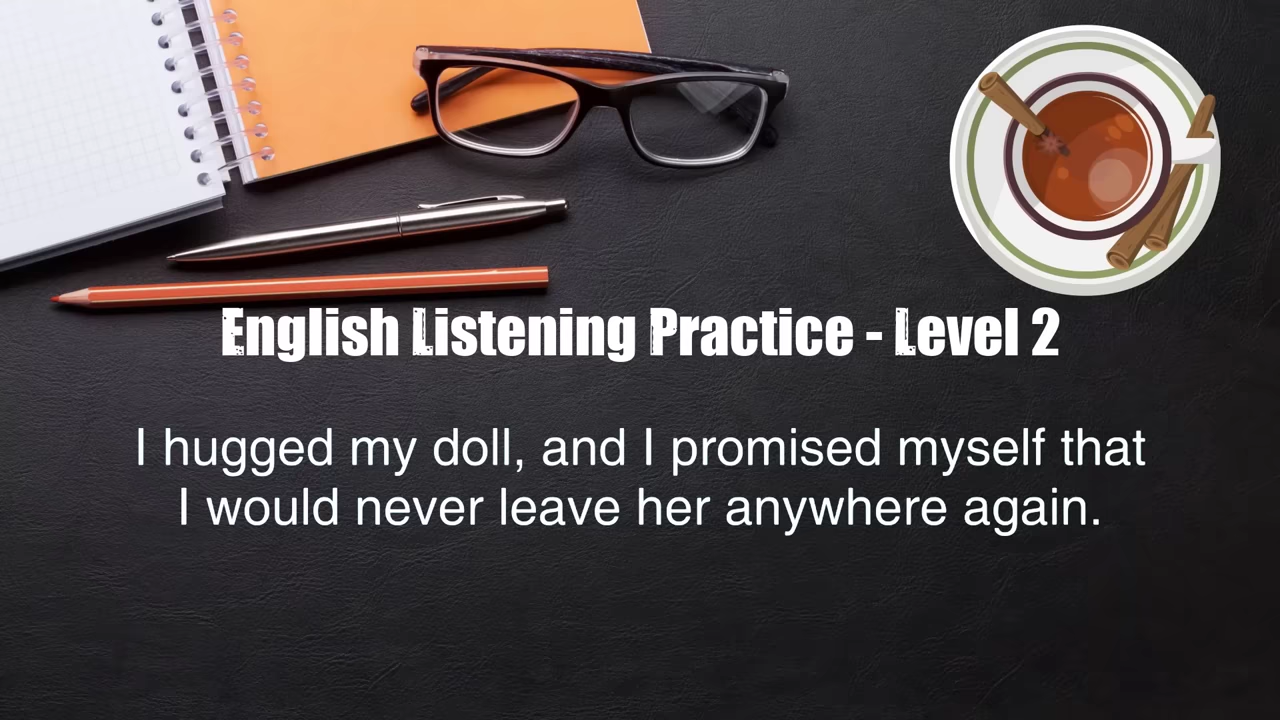 English Listening Practice - Level 2
I hugged my doll, and I promised myself that
I would never leave her anywhere again.